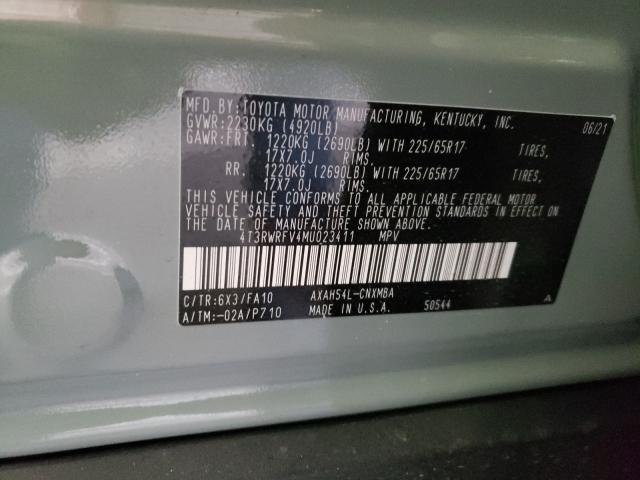 MFD.BY:TOYOTA MOTOR MANUFACTURING, KENTUCKY, INC. 06/21
GVWR:2230KG (4920LB)
GAWR:FRT. 1220KG (2690LB) WITH 225/65R17 TIRES,
17X7.0J RIMS.
RR. 1220KG (2690LB) WITH 225/65R17 TIRES,
17X7.0J RIMS.
THIS VEHICLE CONFORMS TO ALL APPLICABLE FEDERAL MOTOR
VEHICLE SAFETY AND THEFT PREVENTION STANDARDS IN EFFECT ON
THE DATE OF MANUFACTURE SHOWN ABOVE.
4T3RWRFV4MU023411 MPV
C/TR:6X3/FA10 AXAH54L-CNXMBA
A/TM:-02A/P710 MADE IN U.S.A. 50544 A